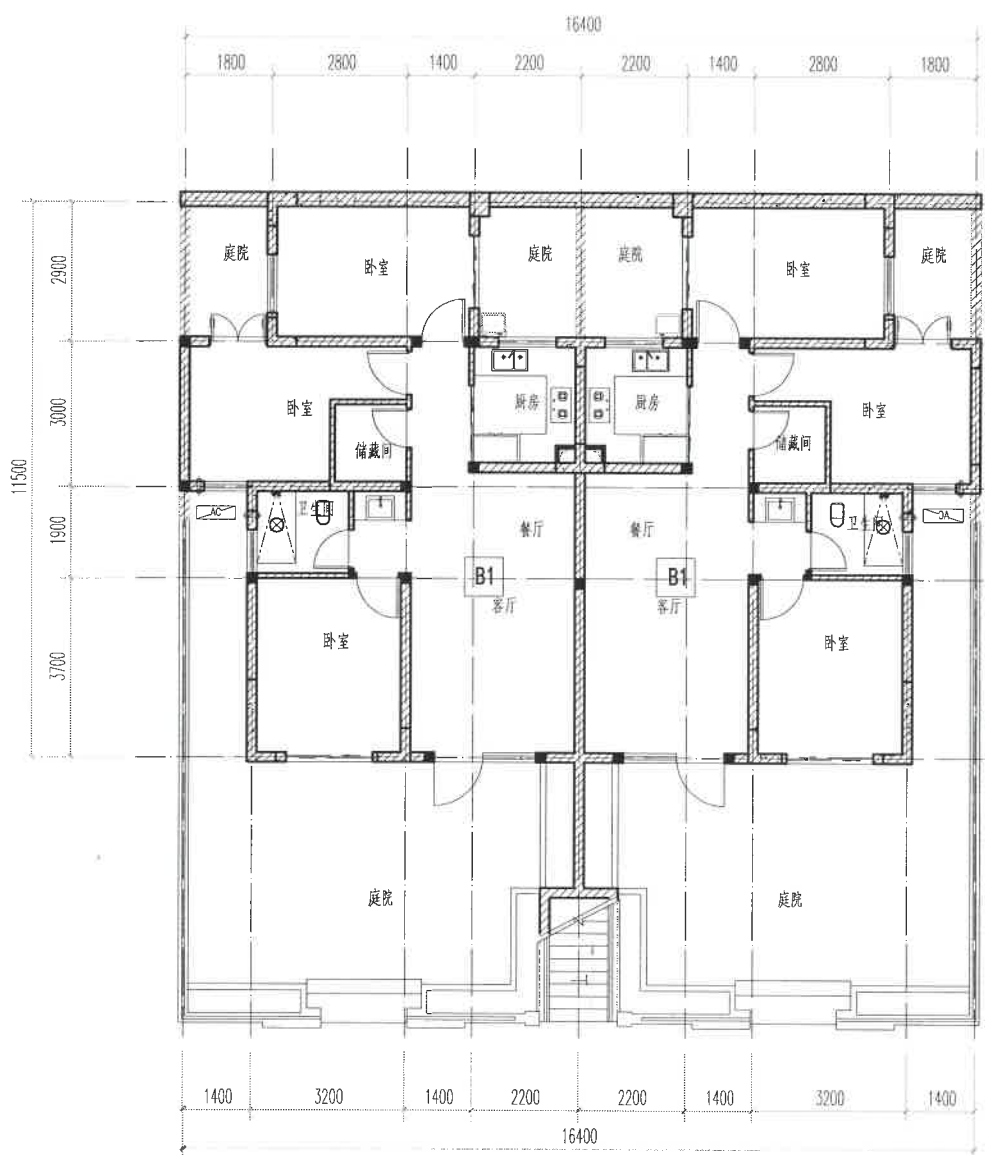 16400
1800 2800 1400 2200 2200 1400 2800 1800
庭院 卧室 庭院 庭院 卧室 庭院
2900
卧室 厨房 厨房 卧室
3000
储藏间 储藏间
11500
AC 卫生间 餐厅 餐厅 卫生间 AC
1900
B1 B1
客厅 客厅
卧室 卧室
3700
庭院 庭院
上
1400 3200 1400 2200 2200 1400 3200 1400
16400